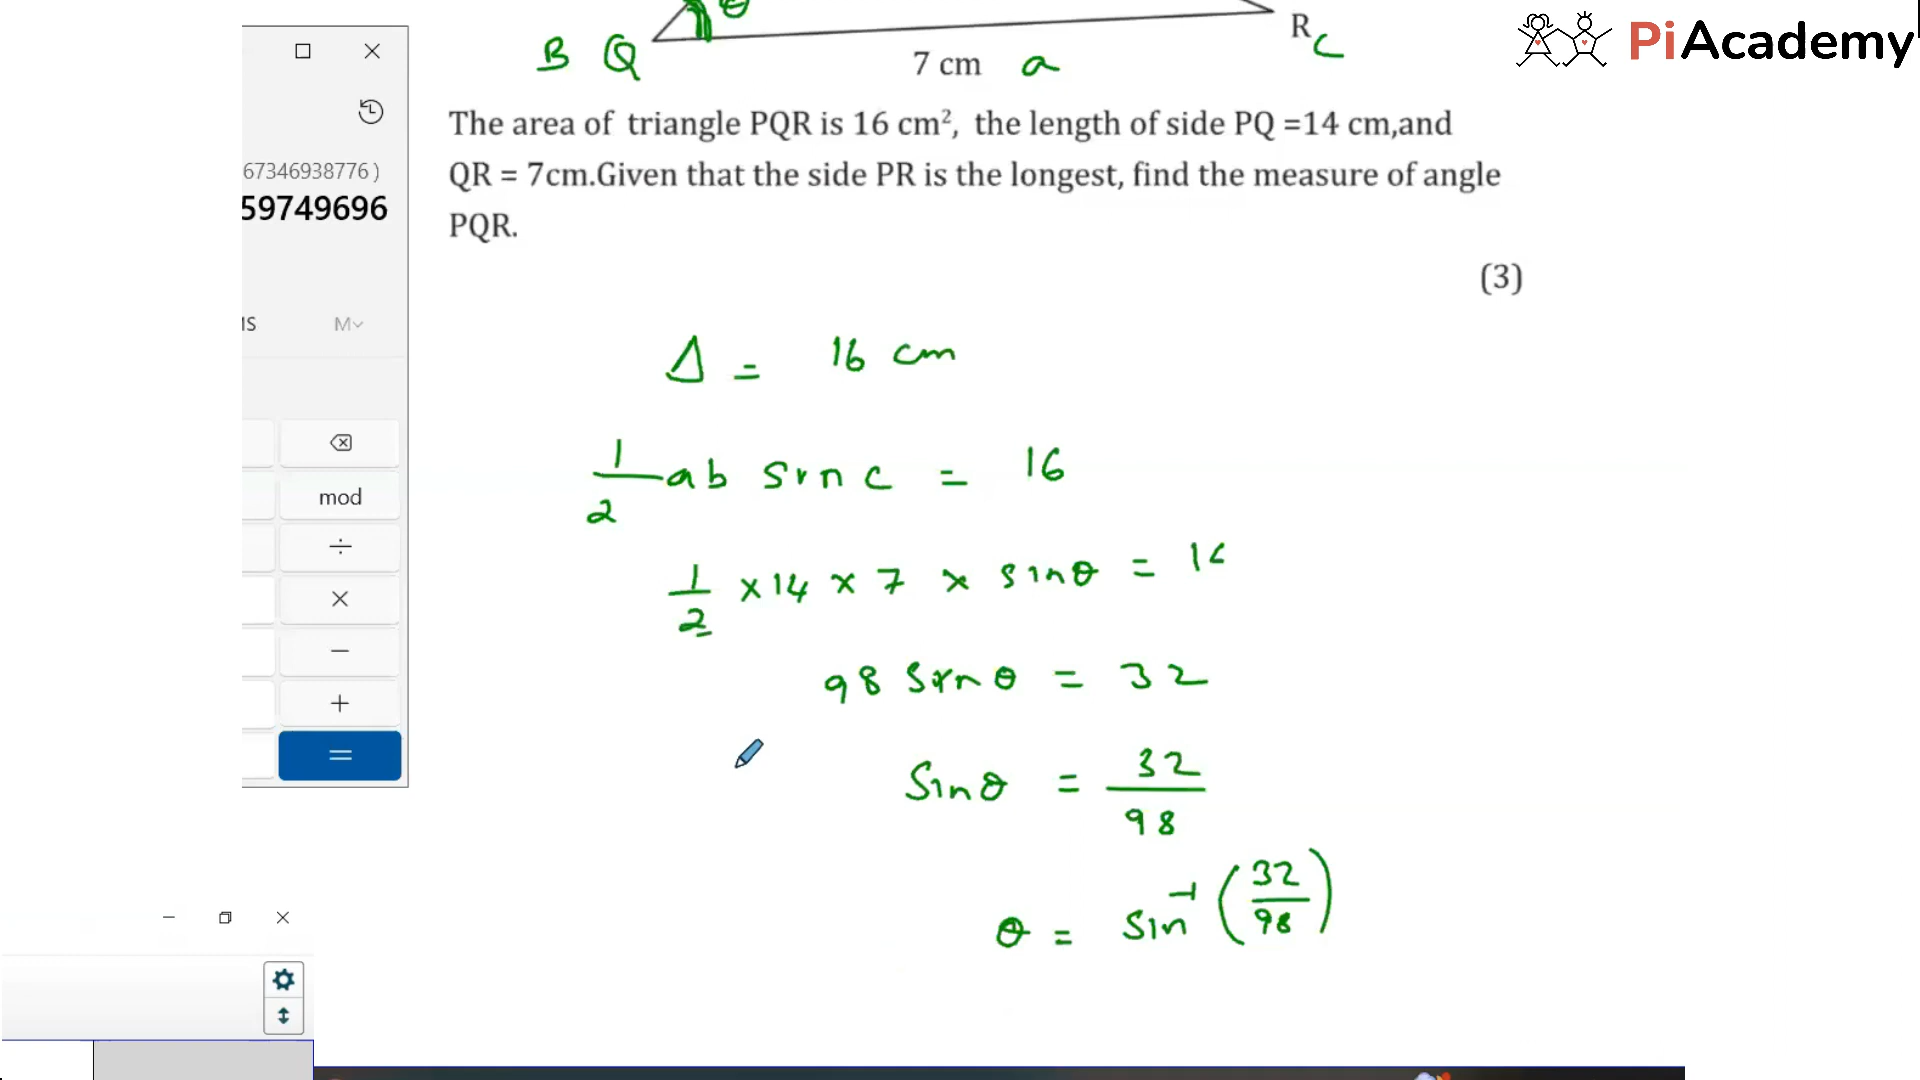 θ
B Q
R C
7 cm a
PiAcademy
67346938776 )
59749696
The area of triangle PQR is 16 cm², the length of side PQ =14 cm,and
QR = 7cm.Given that the side PR is the longest, find the measure of angle
PQR.
(3)
M
mod
÷
×
−
+
=
Δ = 16 cm
1/2 ab sin C = 16
1/2 × 14 × 7 × sin θ = 16
98 sin θ = 32
Sin θ = 32/98
θ = sin⁻¹ (32/98)